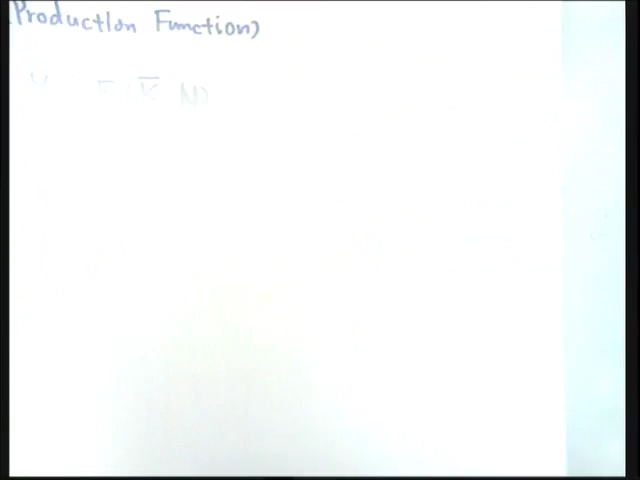 (Production Function)
Y = F(K̅, N)